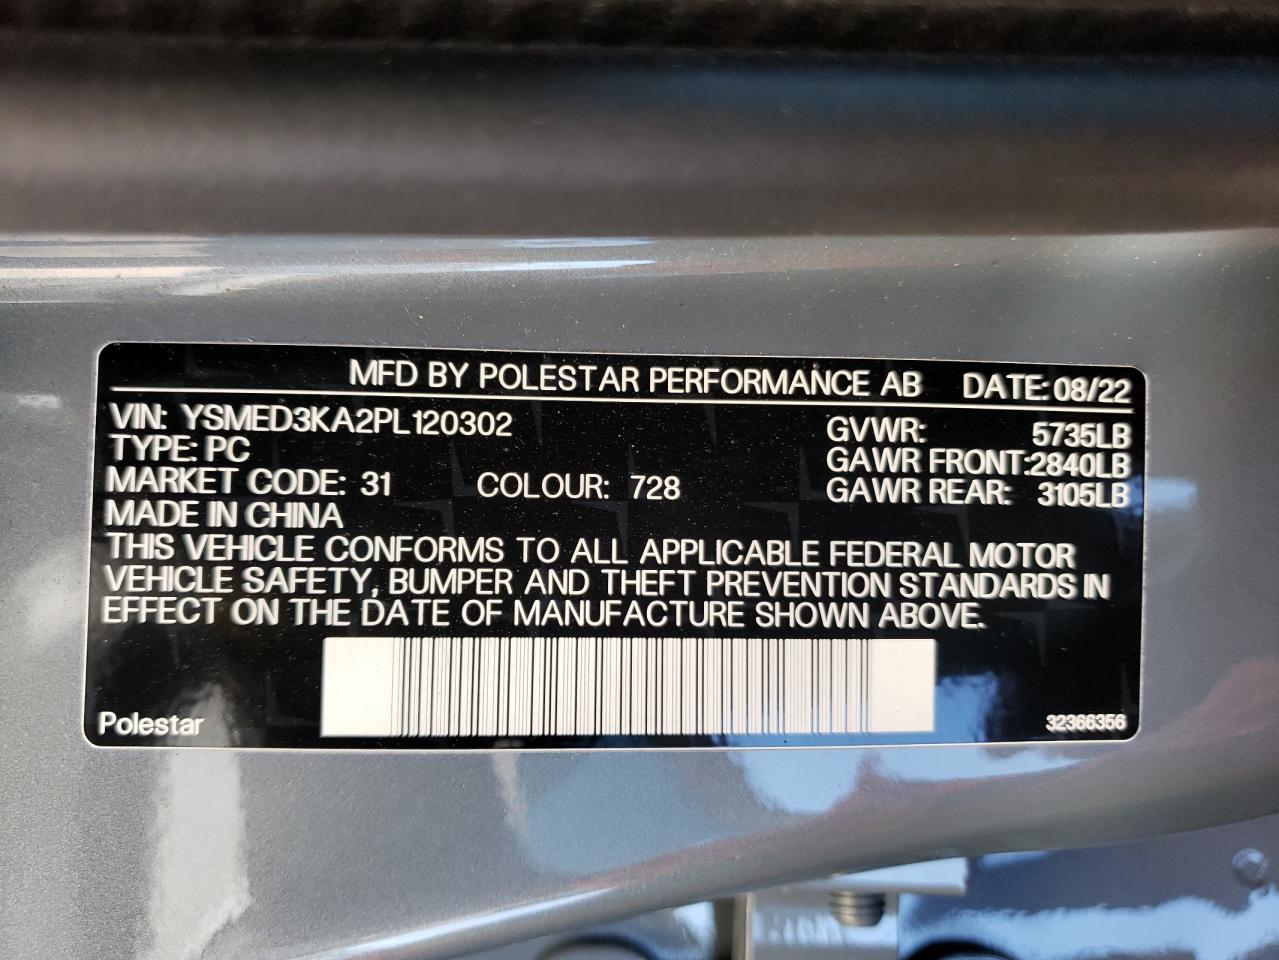 MFD BY POLESTAR PERFORMANCE AB DATE: 08/22
VIN: YSMED3KA2PL120302
GVWR: 5735LB
TYPE: PC
GAWR FRONT: 2840LB
MARKET CODE: 31 COLOUR: 728
GAWR REAR: 3105LB
MADE IN CHINA
THIS VEHICLE CONFORMS TO ALL APPLICABLE FEDERAL MOTOR
VEHICLE SAFETY, BUMPER AND THEFT PREVENTION STANDARDS IN
EFFECT ON THE DATE OF MANUFACTURE SHOWN ABOVE.
Polestar
32366356